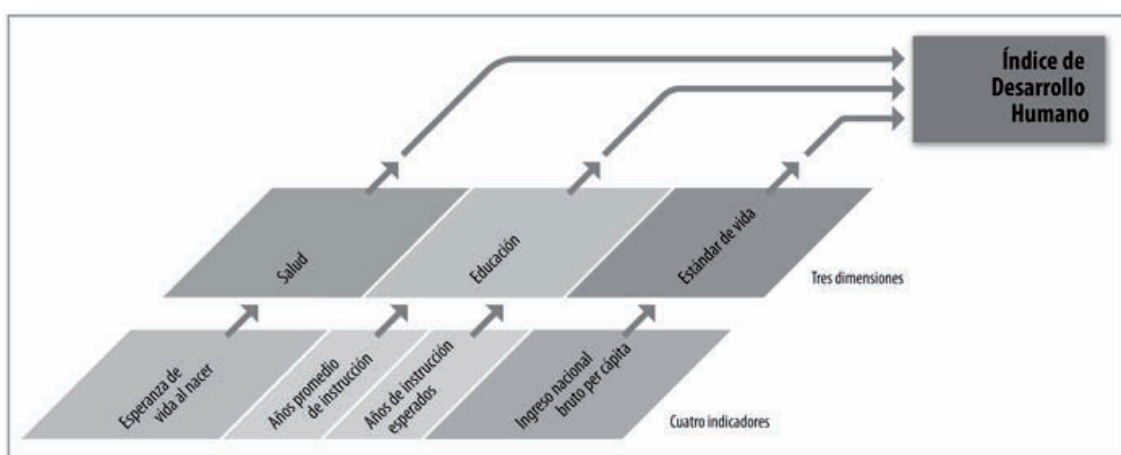 Índice de
Desarrollo
Humano
Salud
Educación
Estándar de vida
Tres dimensiones
Esperanza de
vida al nacer
Años promedio
de instrucción
Años de instrucción
esperados
Ingreso nacional
bruto per cápita
Cuatro indicadores